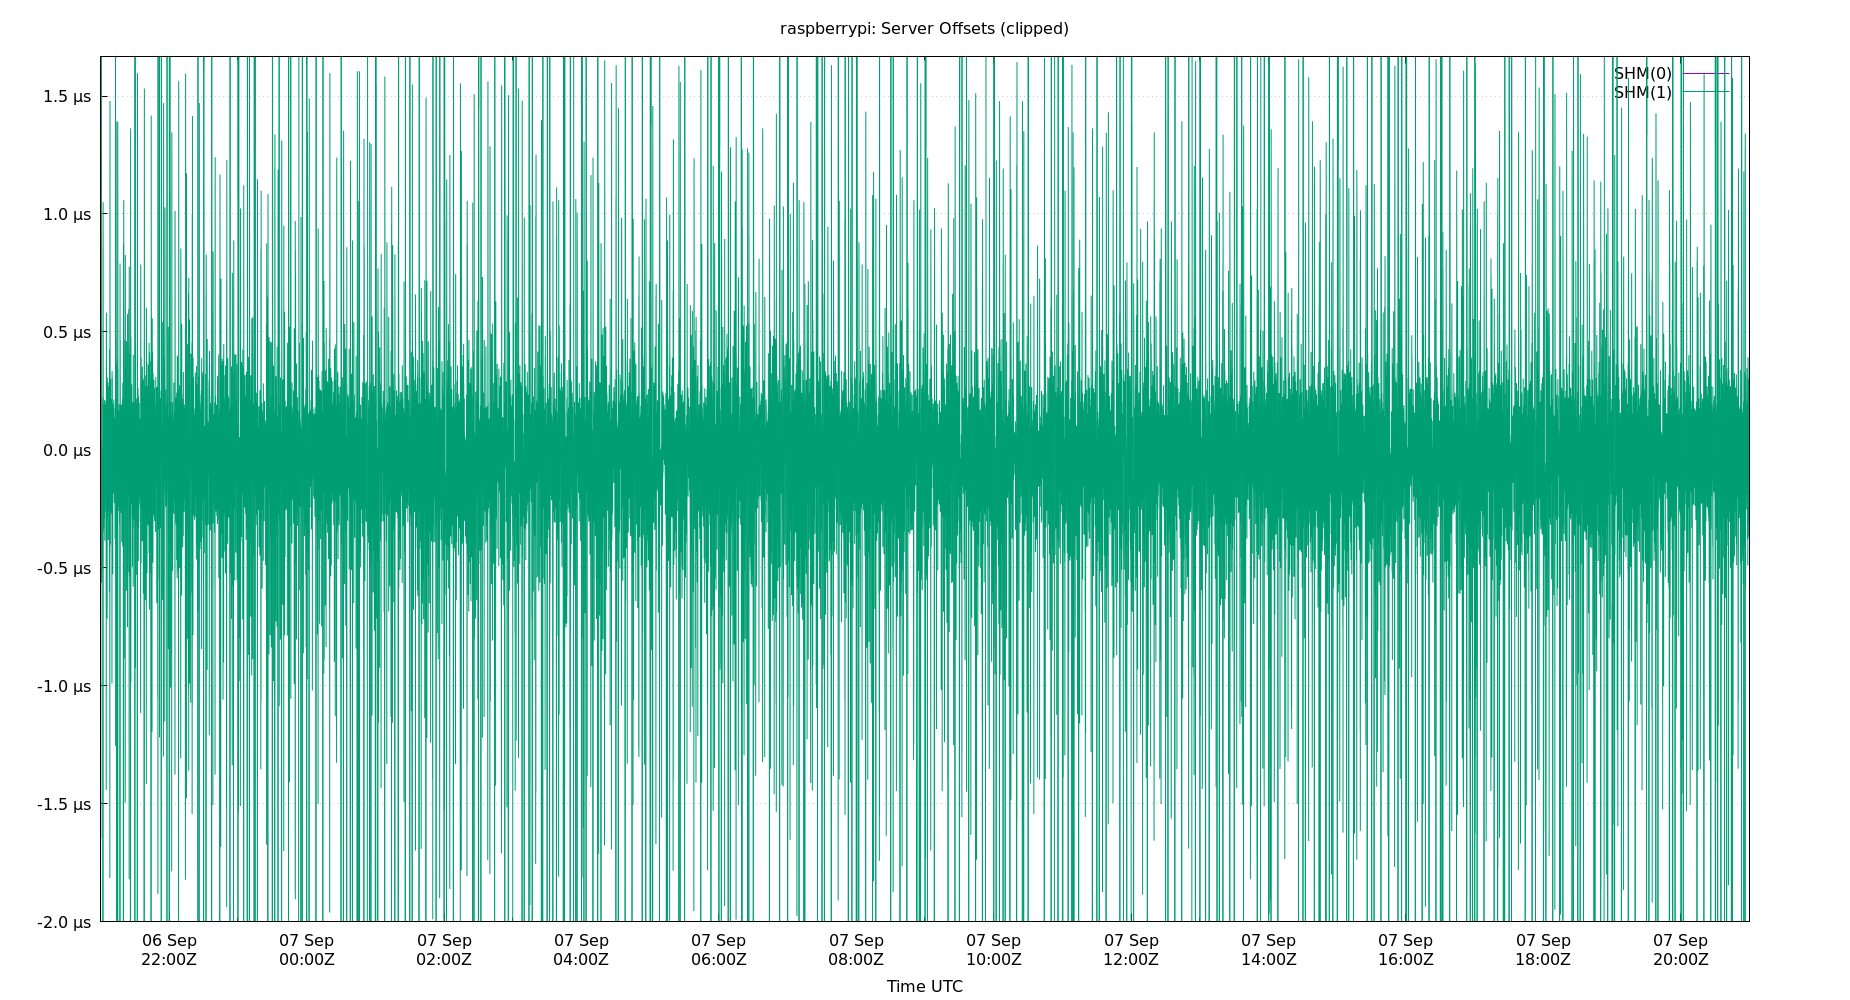 raspberrypi: Server Offsets (clipped)
SHM(0)
SHM(1)
1.5 µs
1.0 µs
0.5 µs
0.0 µs
-0.5 µs
-1.0 µs
-1.5 µs
-2.0 µs
06 Sep 07 Sep 07 Sep 07 Sep 07 Sep 07 Sep 07 Sep 07 Sep 07 Sep 07 Sep 07 Sep 07 Sep
22:00Z 00:00Z 02:00Z 04:00Z 06:00Z 08:00Z 10:00Z 12:00Z 14:00Z 16:00Z 18:00Z 20:00Z
Time UTC